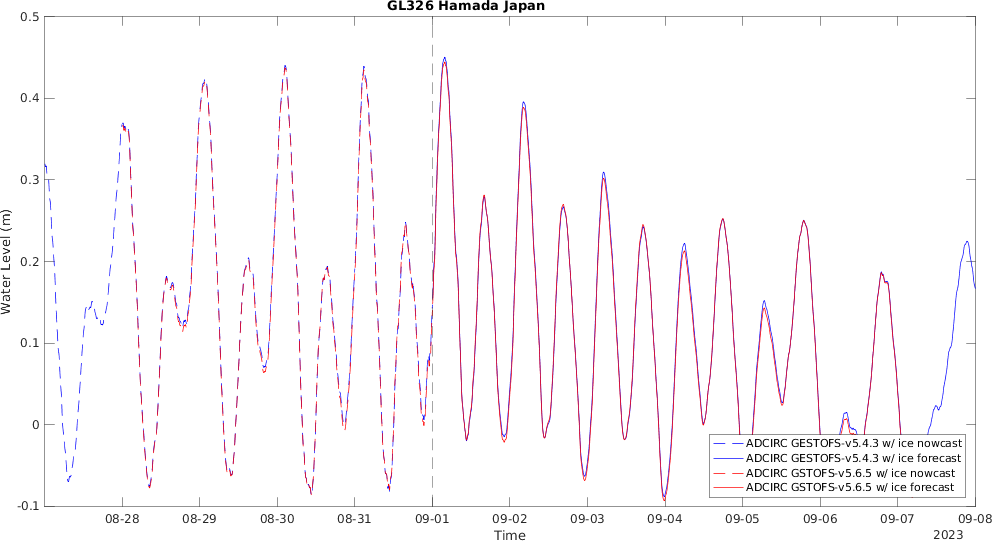 GL326 Hamada Japan
0.5
0.4
0.3
0.2
0.1
0
-0.1
Water Level (m)
ADCIRC GESTOFS-v5.4.3 w/ ice nowcast
ADCIRC GESTOFS-v5.4.3 w/ ice forecast
ADCIRC GSTOFS-v5.6.5 w/ ice nowcast
ADCIRC GSTOFS-v5.6.5 w/ ice forecast
08-28 08-29 08-30 08-31 09-01 09-02 09-03 09-04 09-05 09-06 09-07 09-08
Time
2023